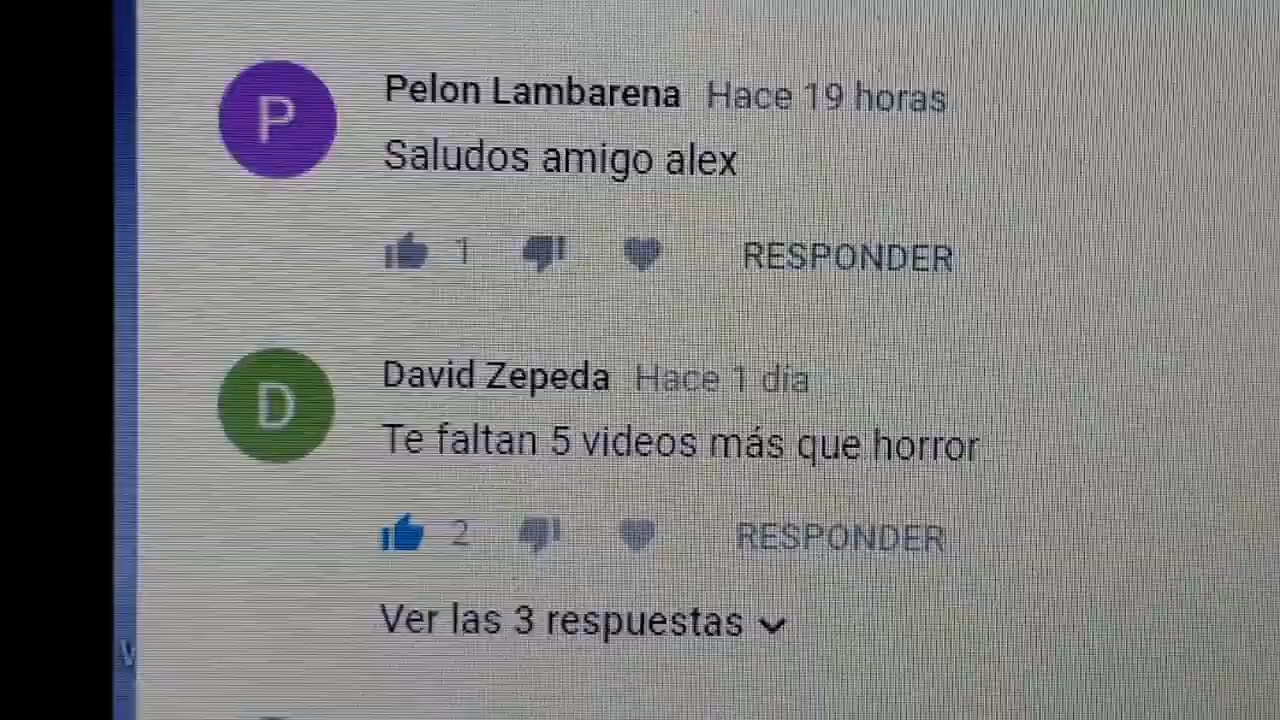 P
Pelon Lambarena Hace 19 horas
Saludos amigo alex
1 RESPONDER
D
David Zepeda Hace 1 día
Te faltan 5 videos más que horror
2 RESPONDER
Ver las 3 respuestas